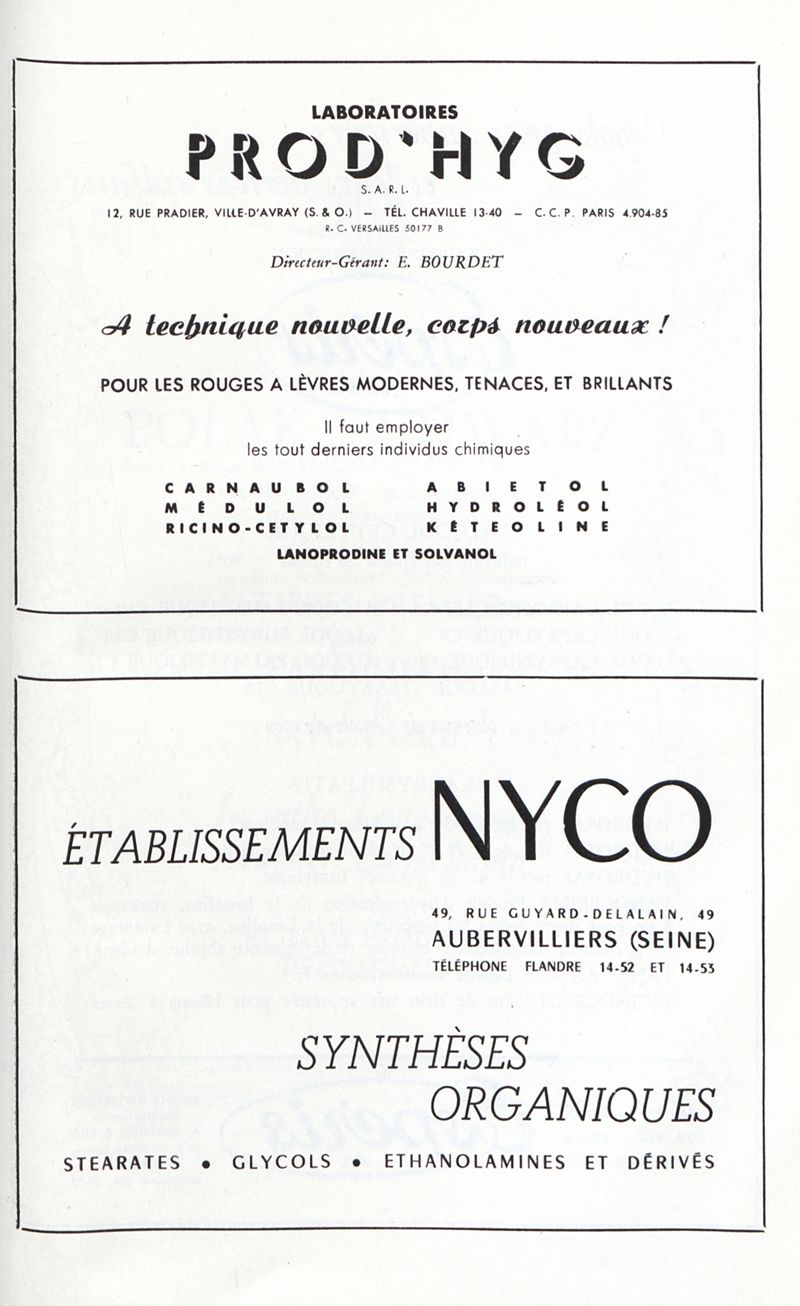 LABORATOIRES
PROD'HYG
S. A. R. L.
12, RUE PRADIER, VILLE-D'AVRAY (S. & O.) — TÉL. CHAVILLE 13-40 — C. C. P. PARIS 4.904-85
R. C. VERSAILLES 50177 B
Directeur-Gérant: E. BOURDET
A technique nouvelle, corps nouveaux !
POUR LES ROUGES A LÈVRES MODERNES, TENACES, ET BRILLANTS
Il faut employer
les tout derniers individus chimiques
CARNAUBOL ABIETOL
MÉDULOL HYDROLÉOL
RICINO-CETYLOL KÉTEOLINE
LANOPRODINE ET SOLVANOL
ÉTABLISSEMENTS NYCO
49, RUE GUYARD-DELALAIN, 49
AUBERVILLIERS (SEINE)
TÉLÉPHONE FLANDRE 14-52 ET 14-53
SYNTHÈSES
ORGANIQUES
STEARATES • GLYCOLS • ETHANOLAMINES ET DÉRIVÉS